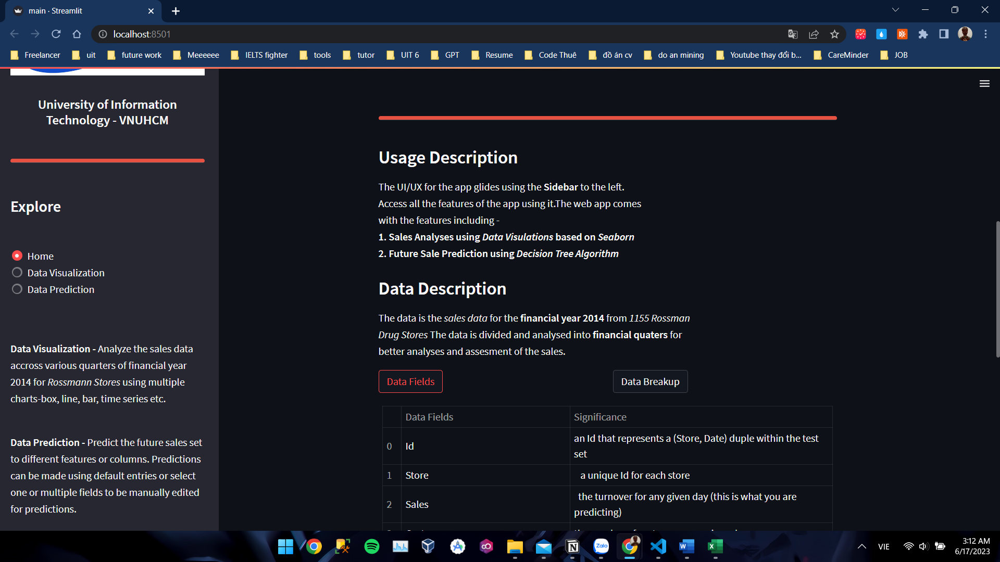 main · Streamlit
localhost:8501
Freelancer
uit
future work
Meeeeee
IELTS fighter
tools
tutor
UIT 6
GPT
Resume
Code Thuê
đồ án cv
do an mining
Youtube thay đổi b...
CareMinder
JOB
University of Information
Technology - VNUHCM
Explore
Home
Data Visualization
Data Prediction
Data Visualization - Analyze the sales data
accross various quarters of financial year
2014 for Rossmann Stores using multiple
charts-box, line, bar, time series etc.
Data Prediction - Predict the future sales set
to different features or columns. Predictions
can be made using default entries or select
one or multiple fields to be manually edited
for predictions.
Usage Description
The UI/UX for the app glides using the Sidebar to the left.
Access all the features of the app using it.The web app comes
with the features including -
1. Sales Analyses using Data Visulations based on Seaborn
2. Future Sale Prediction using Decision Tree Algorithm
Data Description
The data is the sales data for the financial year 2014 from 1155 Rossman
Drug Stores The data is divided and analysed into financial quaters for
better analyses and assesment of the sales.
Data Fields
Data Breakup
Data Fields Significance
0 Id an Id that represents a (Store, Date) duple within the test
set
1 Store a unique Id for each store
2 Sales the turnover for any given day (this is what you are
predicting)
Zalo
VIE
3:12 AM
6/17/2023